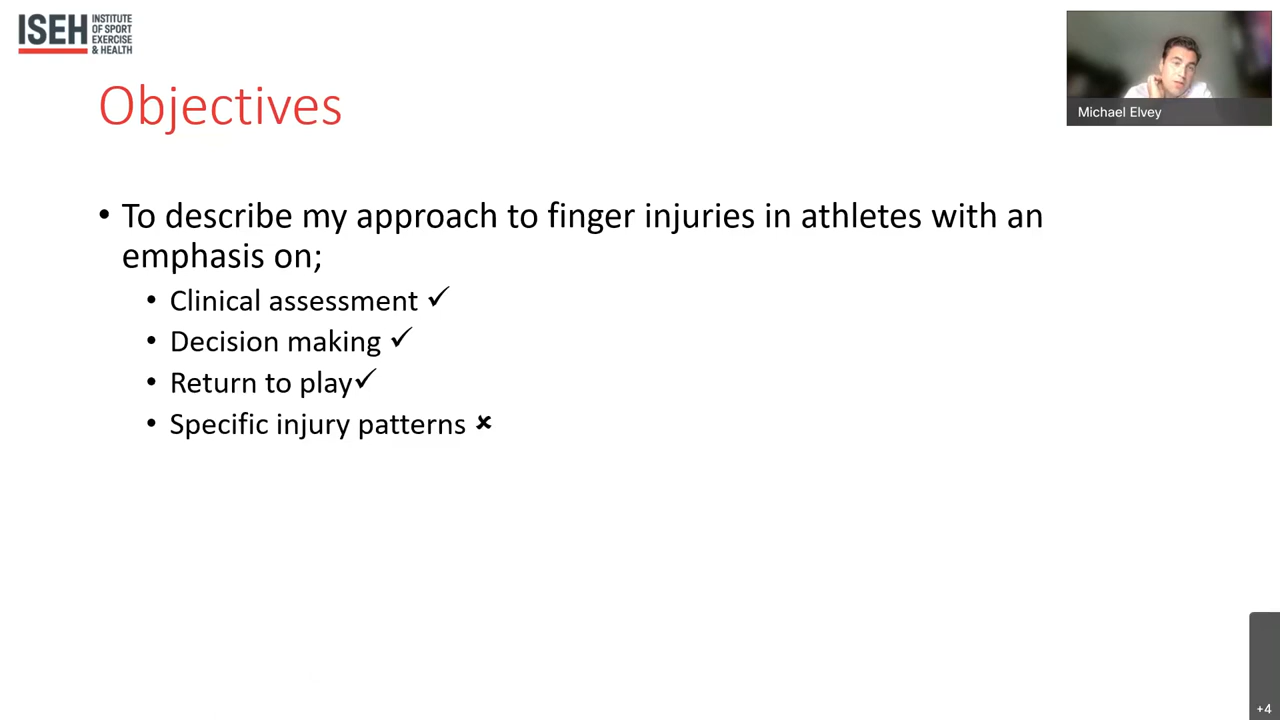 ISEH INSTITUTE
OF SPORT
EXERCISE
& HEALTH
Michael Elvey
Objectives
• To describe my approach to finger injuries in athletes with an
emphasis on;
• Clinical assessment ✓
• Decision making ✓
• Return to play✓
• Specific injury patterns ×
+4